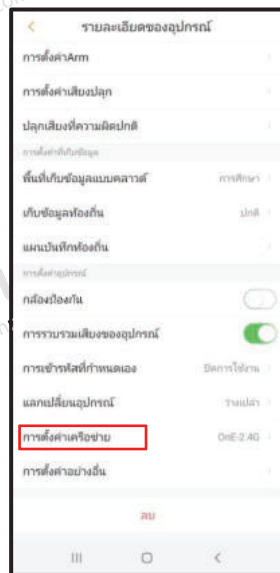 รายละเอียดของอุปกรณ์
การตั้งค่าArm
การตั้งค่าเสียงปลุก
ปลุกเสียงที่ความผิดปกติ
การตั้งค่าที่เก็บข้อมูล
พื้นที่เก็บข้อมูลแบบคลาวด์ การศึกษา
เก็บข้อมูลท้องถิ่น ปกติ
แผนบันทึกท้องถิ่น
การตั้งค่าอุปกรณ์
กล้องป้องกัน
การรวบรวมเสียงของอุปกรณ์
การเข้ารหัสที่กำหนดเอง ปิดการใช้งาน
แลกเปลี่ยนอุปกรณ์ ว่างเปล่า
การตั้งค่าเครือข่าย OnE-2.4G
การตั้งค่าอย่างอื่น
ลบ